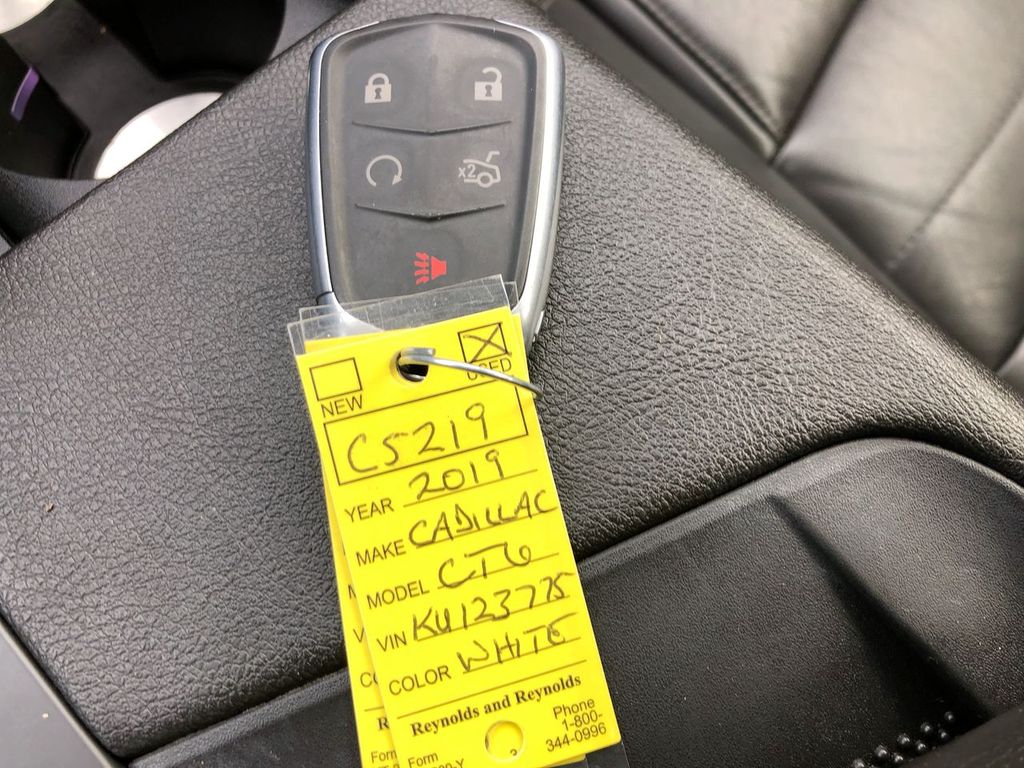 x2
NEW
USED
C5219
YEAR 2019
MAKE CADILLAC
MODEL CT6
VIN KU123775
COLOR WHITE
Reynolds and Reynolds
Form
Phone
1-800-
344-0996